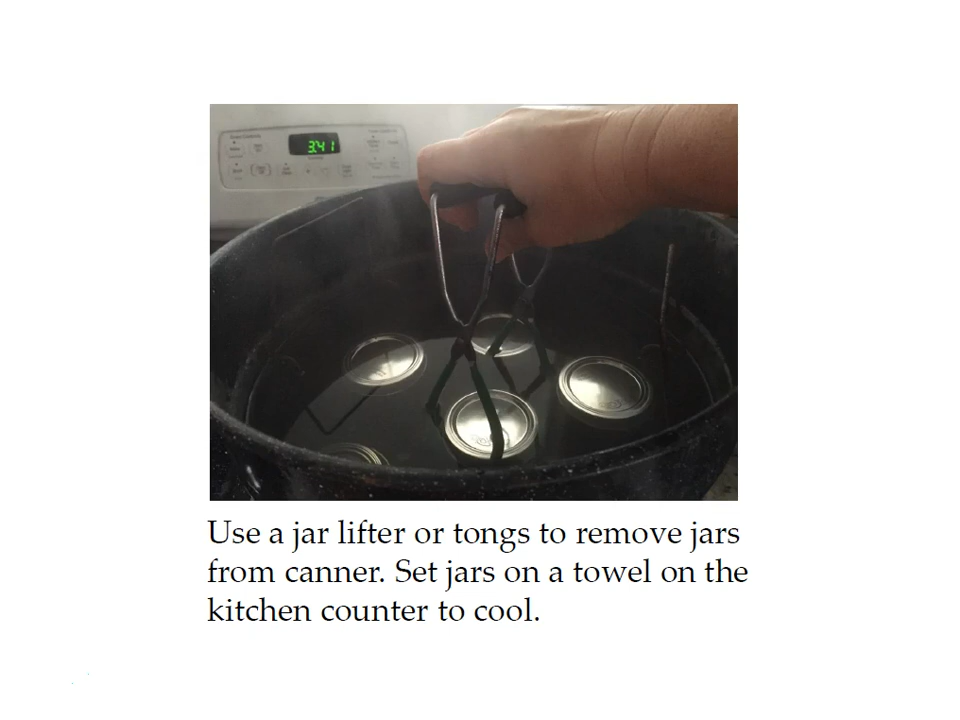 3:41
Use a jar lifter or tongs to remove jars
from canner. Set jars on a towel on the
kitchen counter to cool.